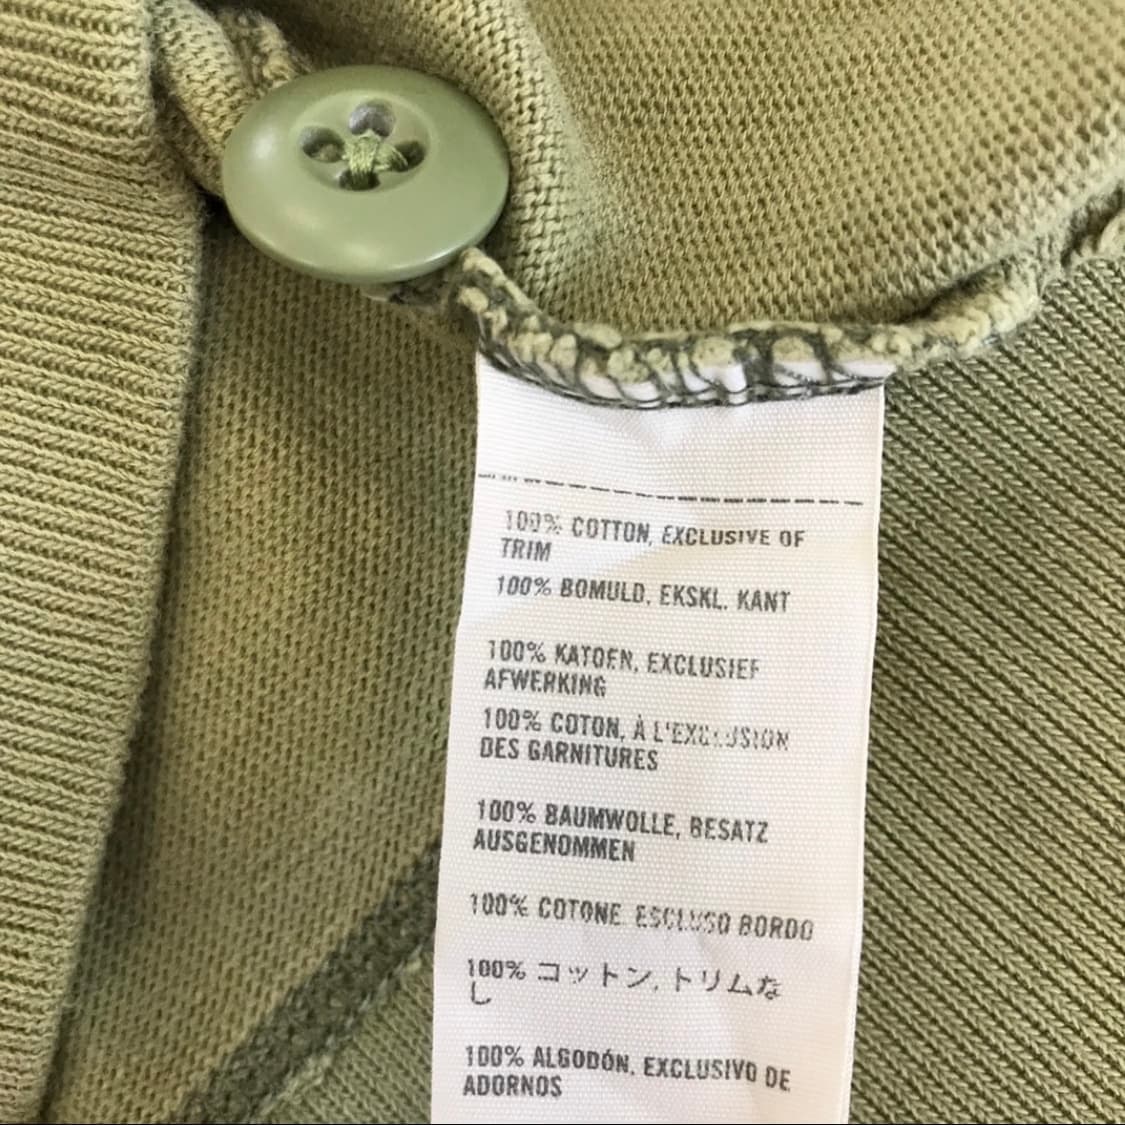 100% COTTON, EXCLUSIVE OF
TRIM
100% BOMULD, EKSKL. KANT
100% KATOEN, EXCLUSIEF
AFWERKING
100% COTON, À L'EXCLUSION
DES GARNITURES
100% BAUMWOLLE, BESATZ
AUSGENOMMEN
100% COTONE ESCLUSO BORDO
100% コットン, トリムな
し
100% ALGODÓN, EXCLUSIVO DE
ADORNOS